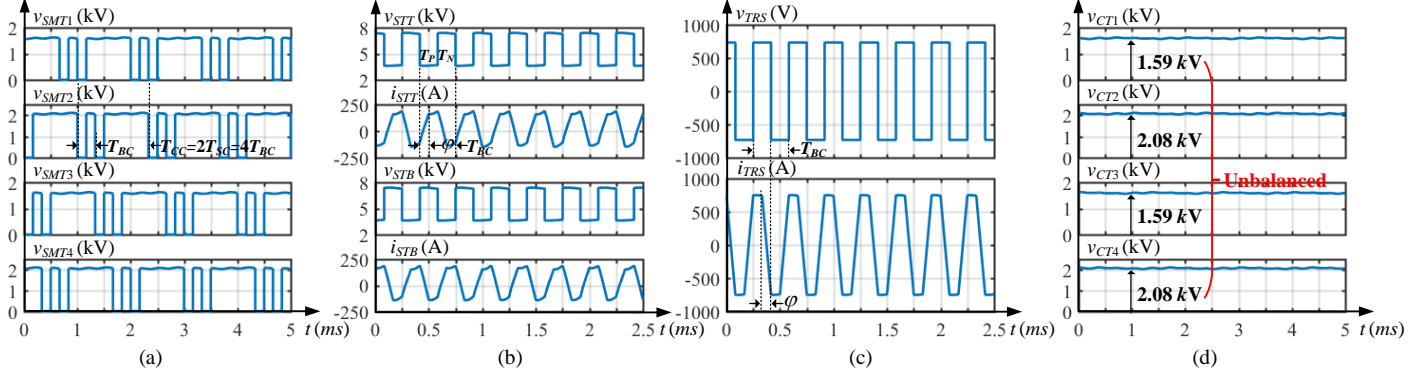 v_SMT1 (kV)
2
1
0
v_SMT2 (kV)
2
1
0
T_BC
T_CC=2T_SC=4T_BC
v_SMT3 (kV)
2
1
0
v_SMT4 (kV)
2
1
0
0 1 2 3 4 5
t (ms)
(a)
v_STT (kV)
8
5
2
T_P T_N
i_STT (A)
250
0
-250
φ
T_BC
v_STB (kV)
8
5
2
i_STB (A)
250
0
-250
0 0.5 1.0 1.5 2.0 2.5
t (ms)
(b)
v_TRS (V)
1000
500
0
-500
-1000
T_BC
i_TRS (A)
1000
500
0
-500
-1000
φ
0 0.5 1.0 1.5 2.0 2.5
t (ms)
(c)
v_CT1 (kV)
2
1
0
1.59 kV
v_CT2 (kV)
2
1
0
2.08 kV
v_CT3 (kV)
2
1
0
1.59 kV
Unbalanced
v_CT4 (kV)
2
1
0
2.08 kV
0 1 2 3 4 5
t (ms)
(d)